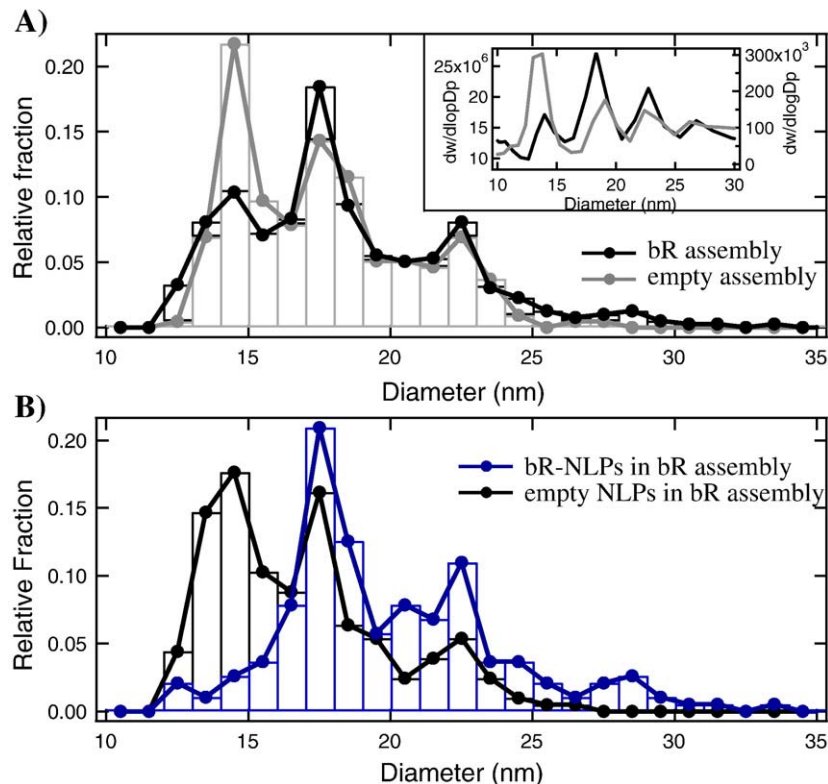 A)
Relative fraction
0.20
0.15
0.10
0.05
0.00
10 15 20 25 30 35
Diameter (nm)
dw/dlopDp
25x10⁶
20
15
10
300x10³
200
100
0
dw/dlogDp
10 15 20 25 30
Diameter (nm)
bR assembly
empty assembly
B)
Relative Fraction
0.20
0.15
0.10
0.05
0.00
10 15 20 25 30 35
Diameter (nm)
bR-NLPs in bR assembly
empty NLPs in bR assembly